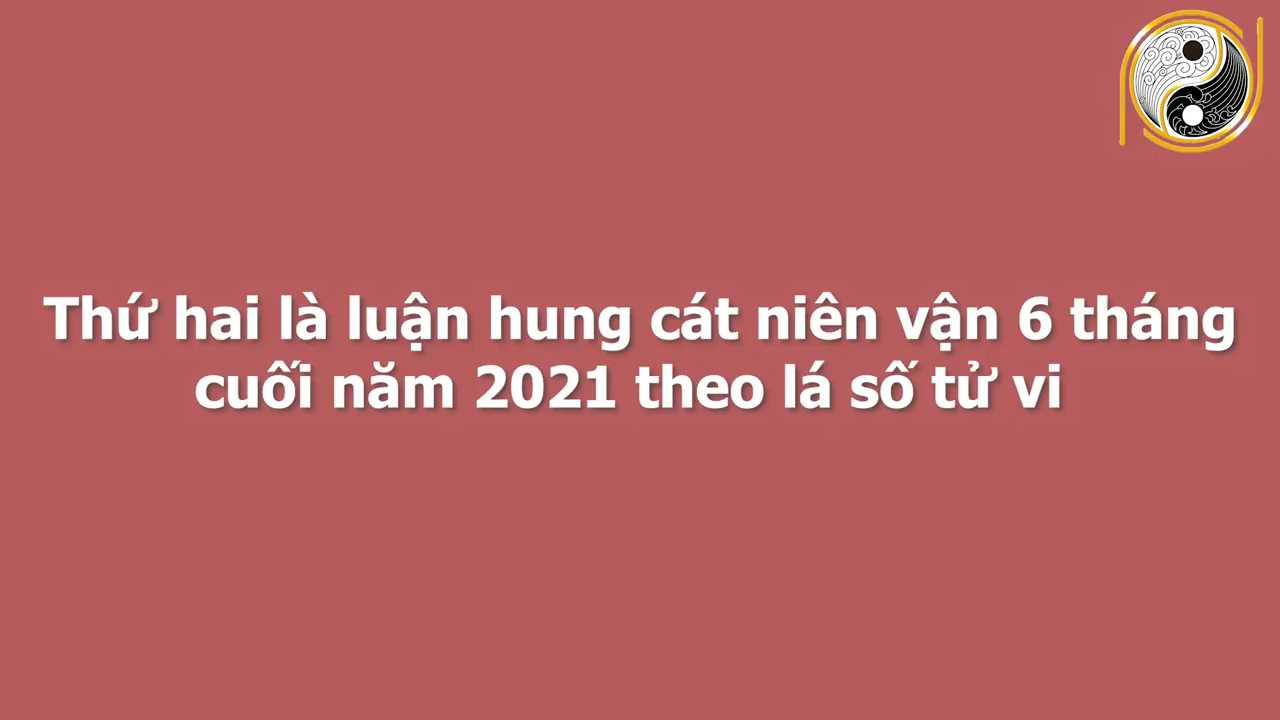 Thứ hai là luận hung cát niên vận 6 tháng
cuối năm 2021 theo lá số tử vi